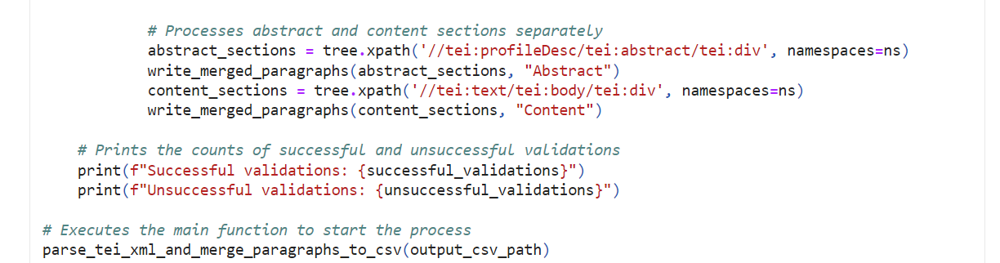 # Processes abstract and content sections separately
abstract_sections = tree.xpath('//tei:profileDesc/tei:abstract/tei:div', namespaces=ns)
write_merged_paragraphs(abstract_sections, "Abstract")
content_sections = tree.xpath('//tei:text/tei:body/tei:div', namespaces=ns)
write_merged_paragraphs(content_sections, "Content")
# Prints the counts of successful and unsuccessful validations
print(f"Successful validations: {successful_validations}")
print(f"Unsuccessful validations: {unsuccessful_validations}")
# Executes the main function to start the process
parse_tei_xml_and_merge_paragraphs_to_csv(output_csv_path)